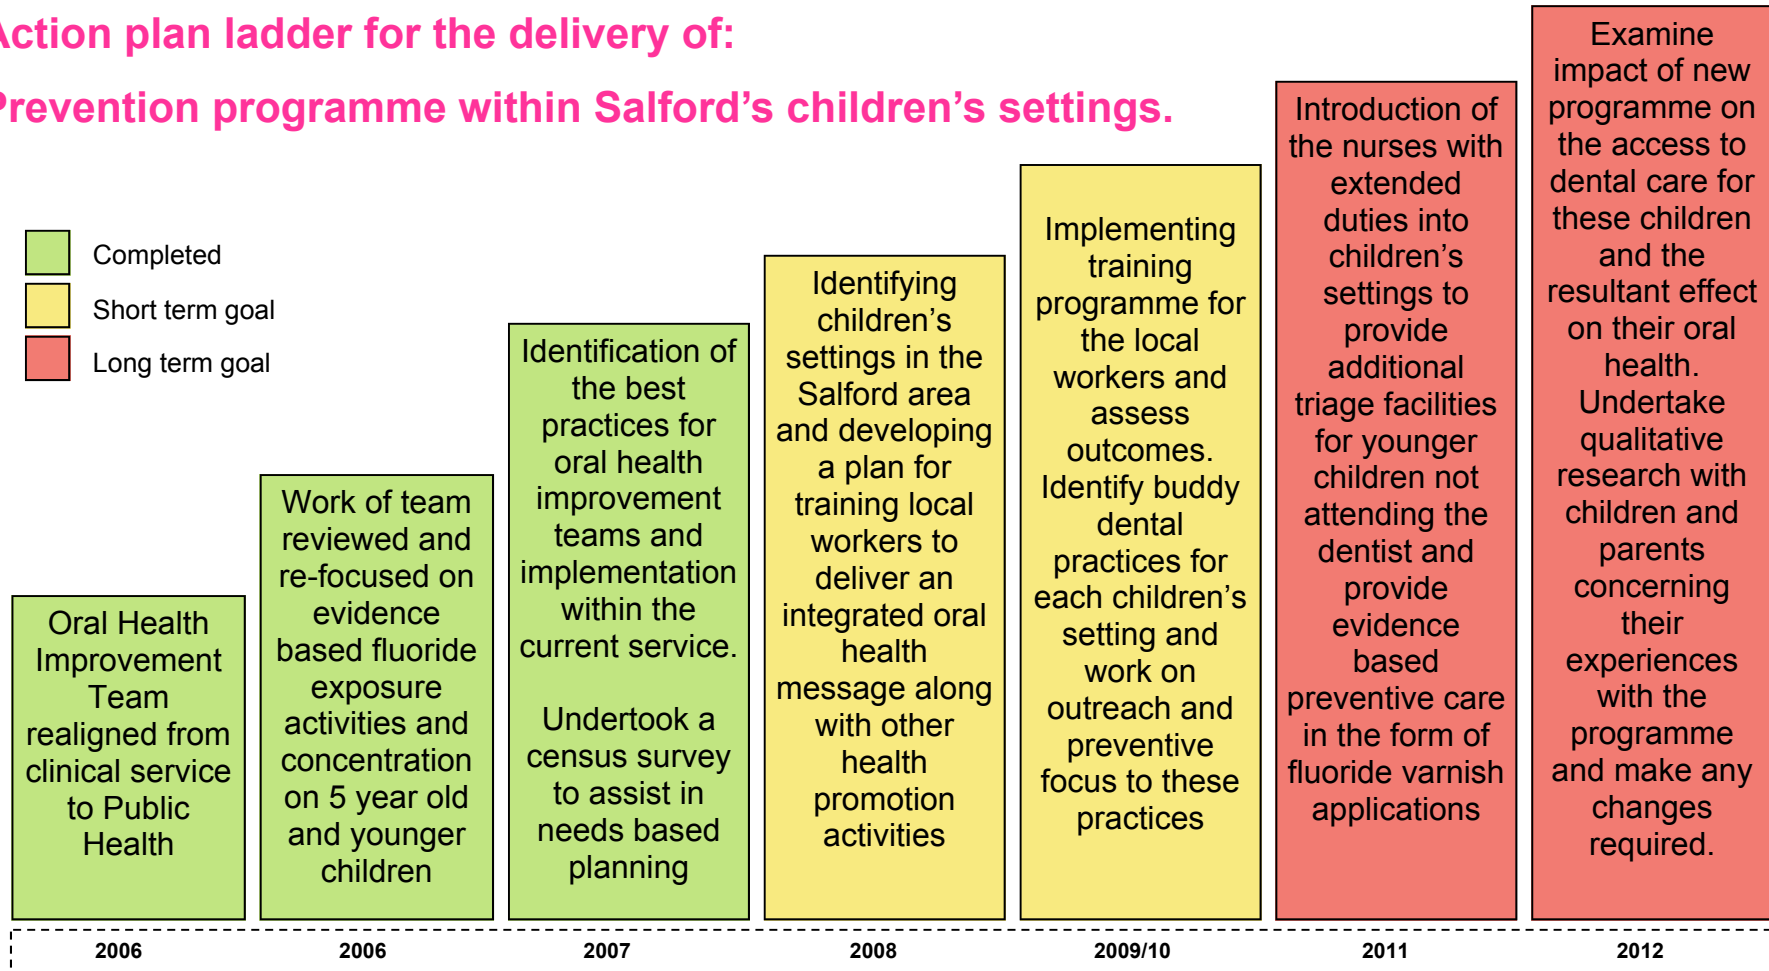 Action plan ladder for the delivery of:
Prevention programme within Salford’s children’s settings.
Completed
Short term goal
Long term goal
Oral Health
Improvement
Team
realigned from
clinical service
to Public
Health
Work of team
reviewed and
re-focused on
evidence
based fluoride
exposure
activities and
concentration
on 5 year old
and younger
children
Identification of
the best
practices for
oral health
improvement
teams and
implementation
within the
current service.
Undertook a
census survey
to assist in
needs based
planning
Identifying
children’s
settings in the
Salford area
and developing
a plan for
training local
workers to
deliver an
integrated oral
health
message along
with other
health
promotion
activities
Implementing
training
programme for
the local
workers and
assess
outcomes.
Identify buddy
dental
practices for
each children’s
setting and
work on
outreach and
preventive
focus to these
practices
Introduction of
the nurses with
extended
duties into
children’s
settings to
provide
additional
triage facilities
for younger
children not
attending the
dentist and
provide
evidence
based
preventive care
in the form of
fluoride varnish
applications
Examine
impact of new
programme on
the access to
dental care for
these children
and the
resultant effect
on their oral
health.
Undertake
qualitative
research with
children and
parents
concerning
their
experiences
with the
programme
and make any
changes
required.
2006
2006
2007
2008
2009/10
2011
2012